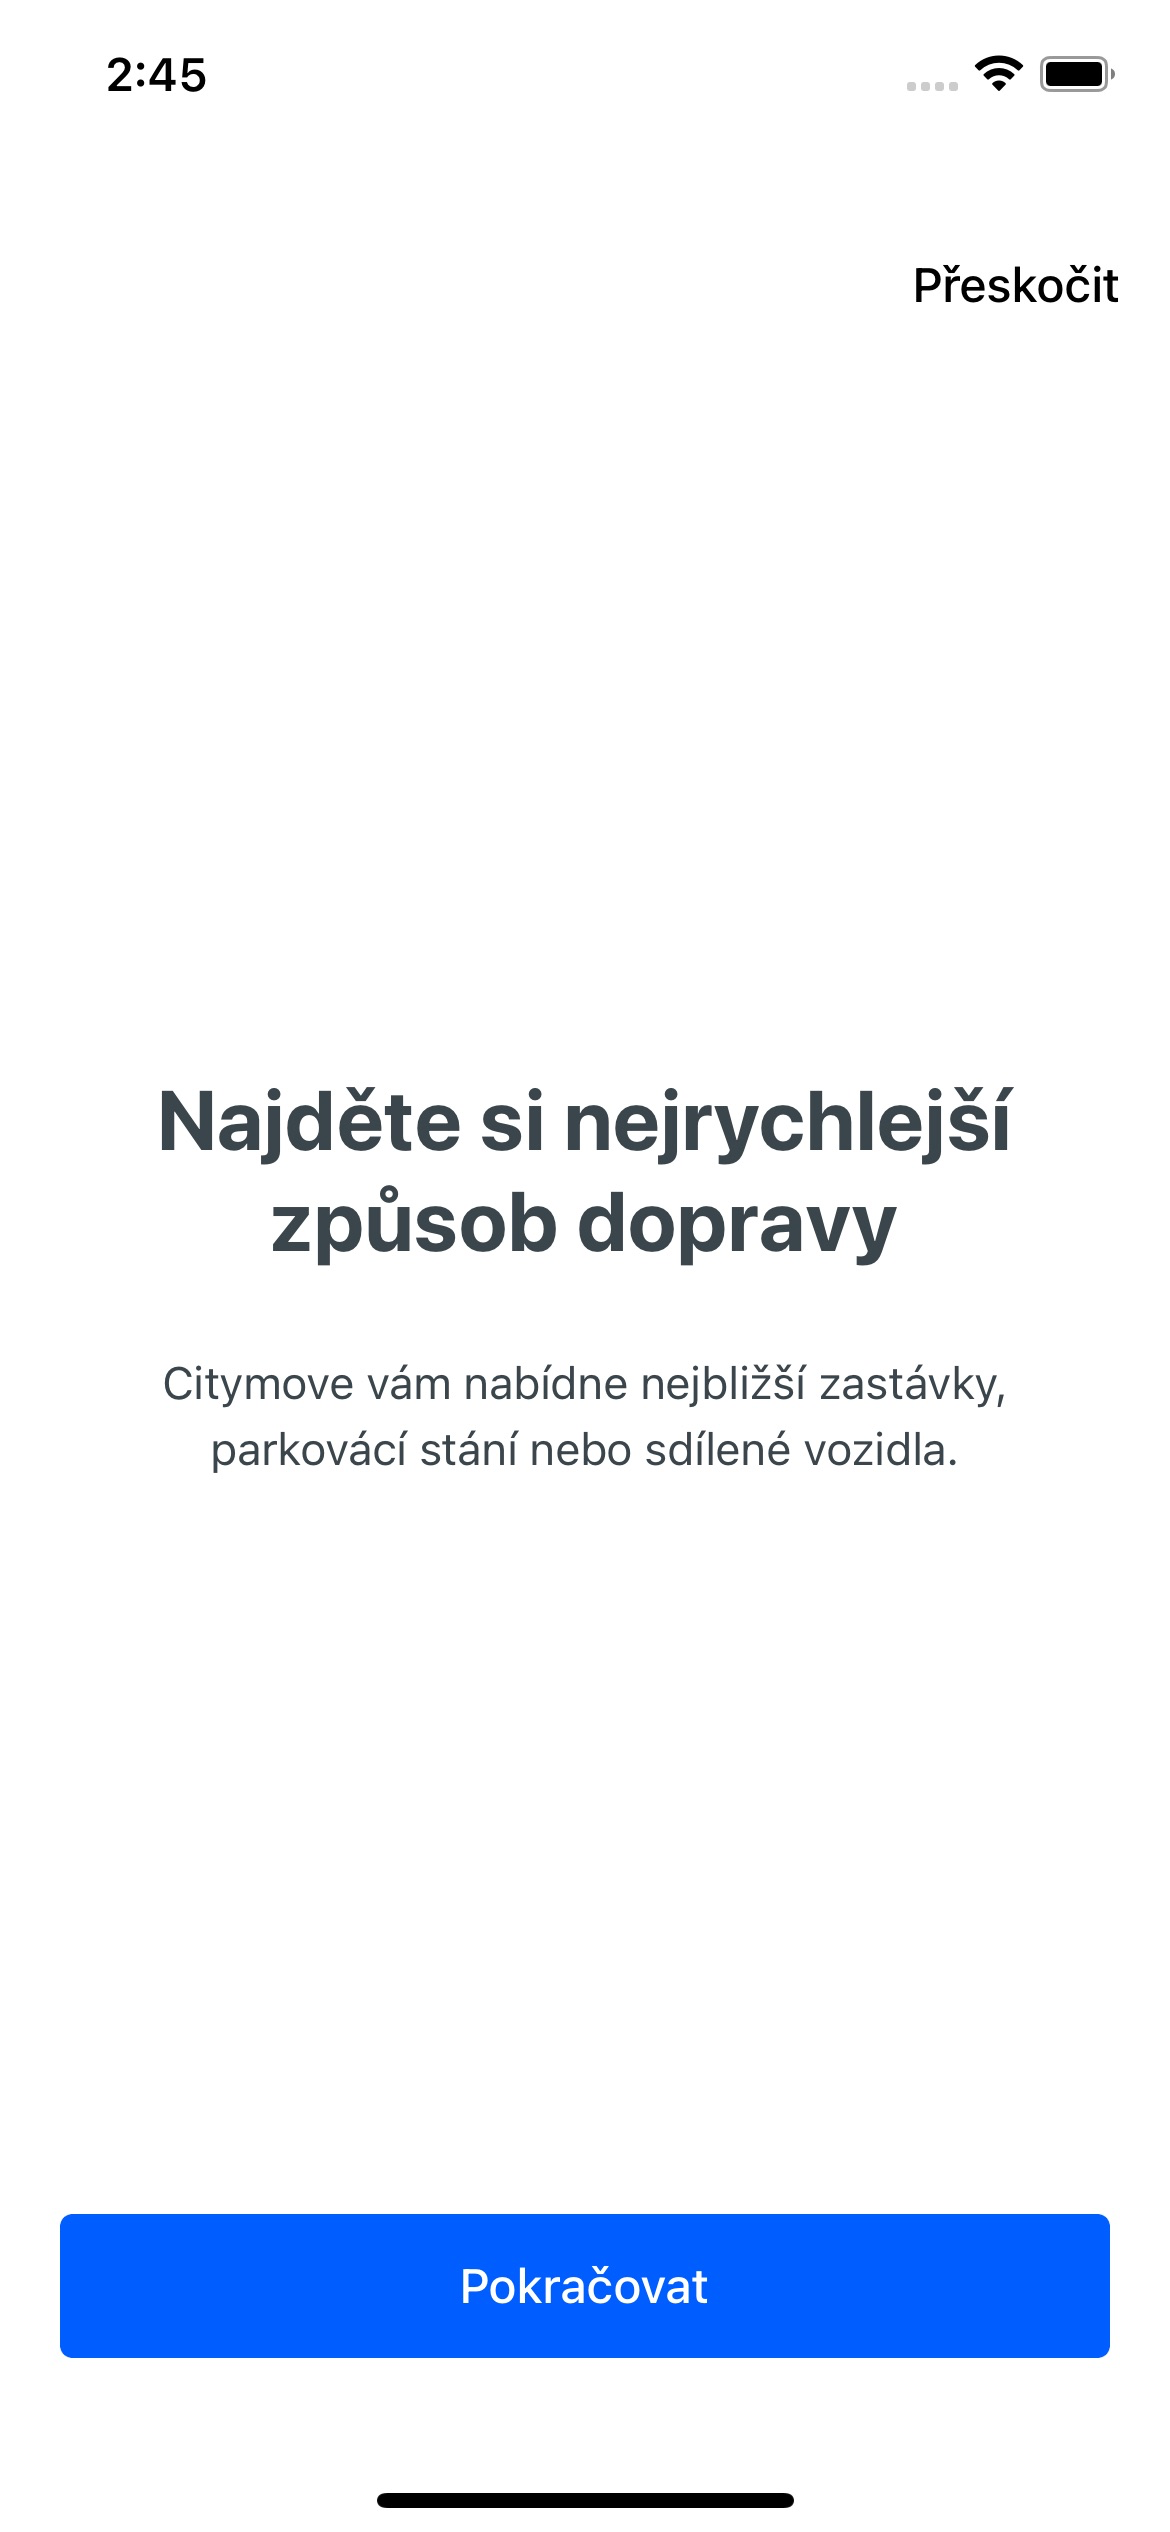 2:45
Přeskočit
Najděte si nejrychlejší
způsob dopravy
Citymove vám nabídne nejbližší zastávky,
parkovácí stání nebo sdílené vozidla.
Pokračovat